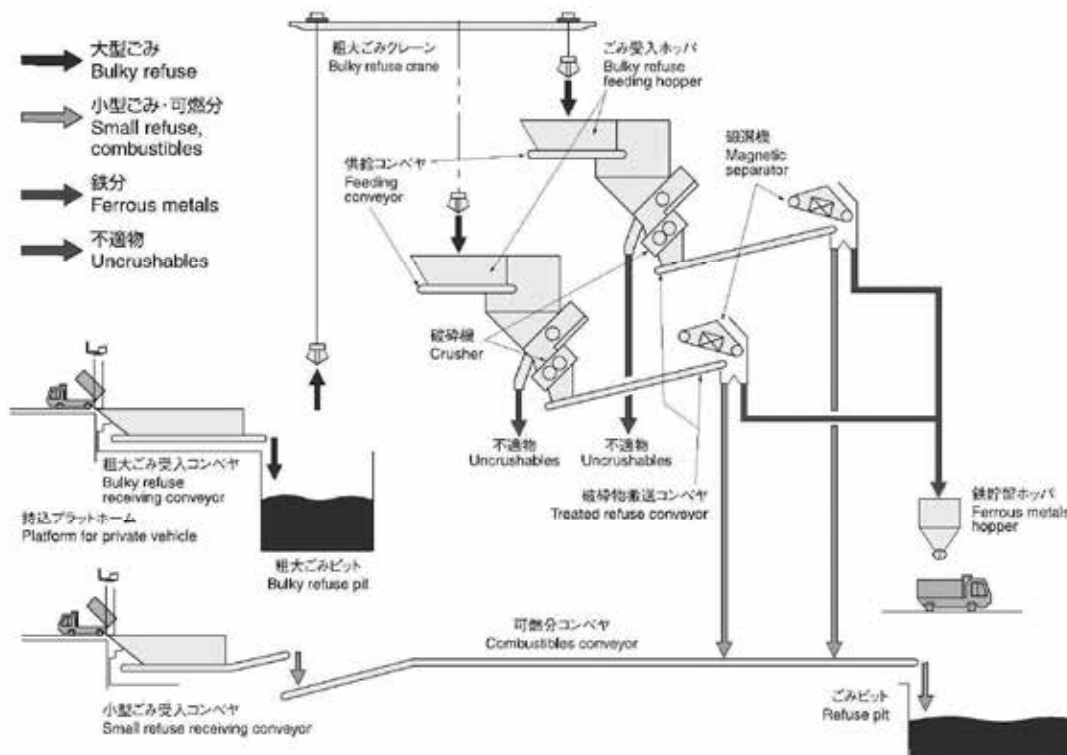 大型ごみ
Bulky refuse
小型ごみ・可燃分
Small refuse,
combustibles
鉄分
Ferrous metals
不適物
Uncrushables
粗大ごみクレーン
Bulky refuse crane
ごみ受入ホッパ
Bulky refuse
feeding hopper
磁選機
Magnetic
separator
供給コンベヤ
Feeding
conveyor
破砕機
Crusher
不適物
Uncrushables
不適物
Uncrushables
破砕物搬送コンベヤ
Treated refuse conveyor
粗大ごみ受入コンベヤ
Bulky refuse
receiving conveyor
持込プラットホーム
Platform for private vehicle
粗大ごみピット
Bulky refuse pit
鉄貯留ホッパ
Ferrous metals
hopper
可燃分コンベヤ
Combustibles conveyor
小型ごみ受入コンベヤ
Small refuse receiving conveyor
ごみピット
Refuse pit